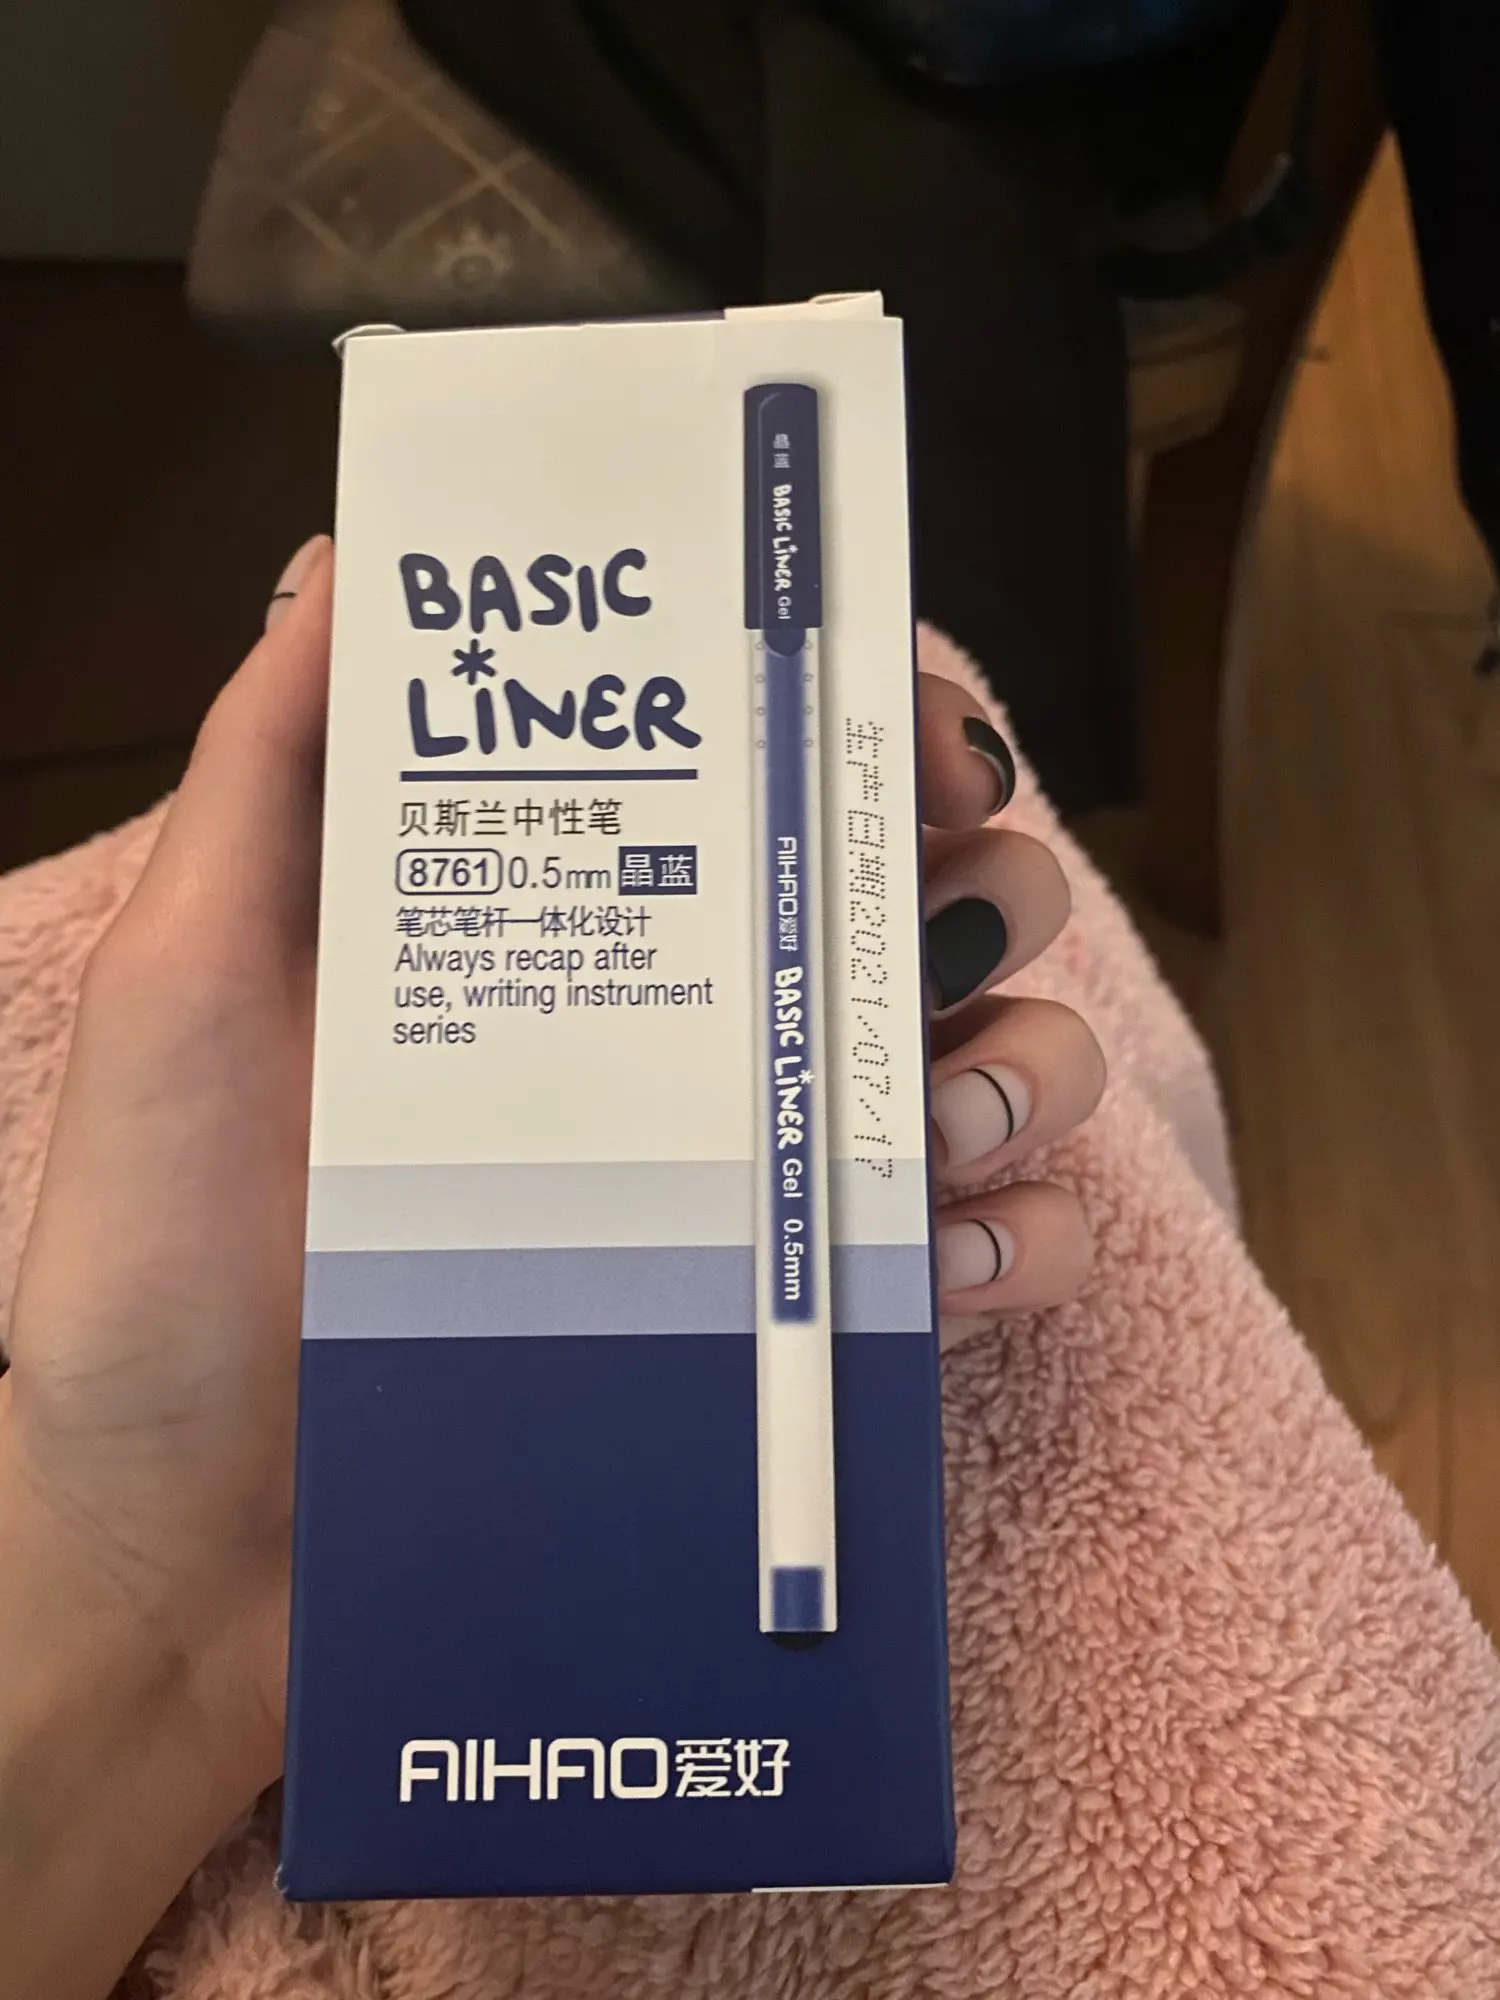 BASIC
LINER
贝斯兰中性笔
8761 0.5mm 晶蓝
笔芯笔杆一体化设计
Always recap after
use, writing instrument
series
BASIC LINER Gel
AIHAO爱好 BASIC LINER Gel 0.5mm
生产日期2021/07/17
AIHAO爱好